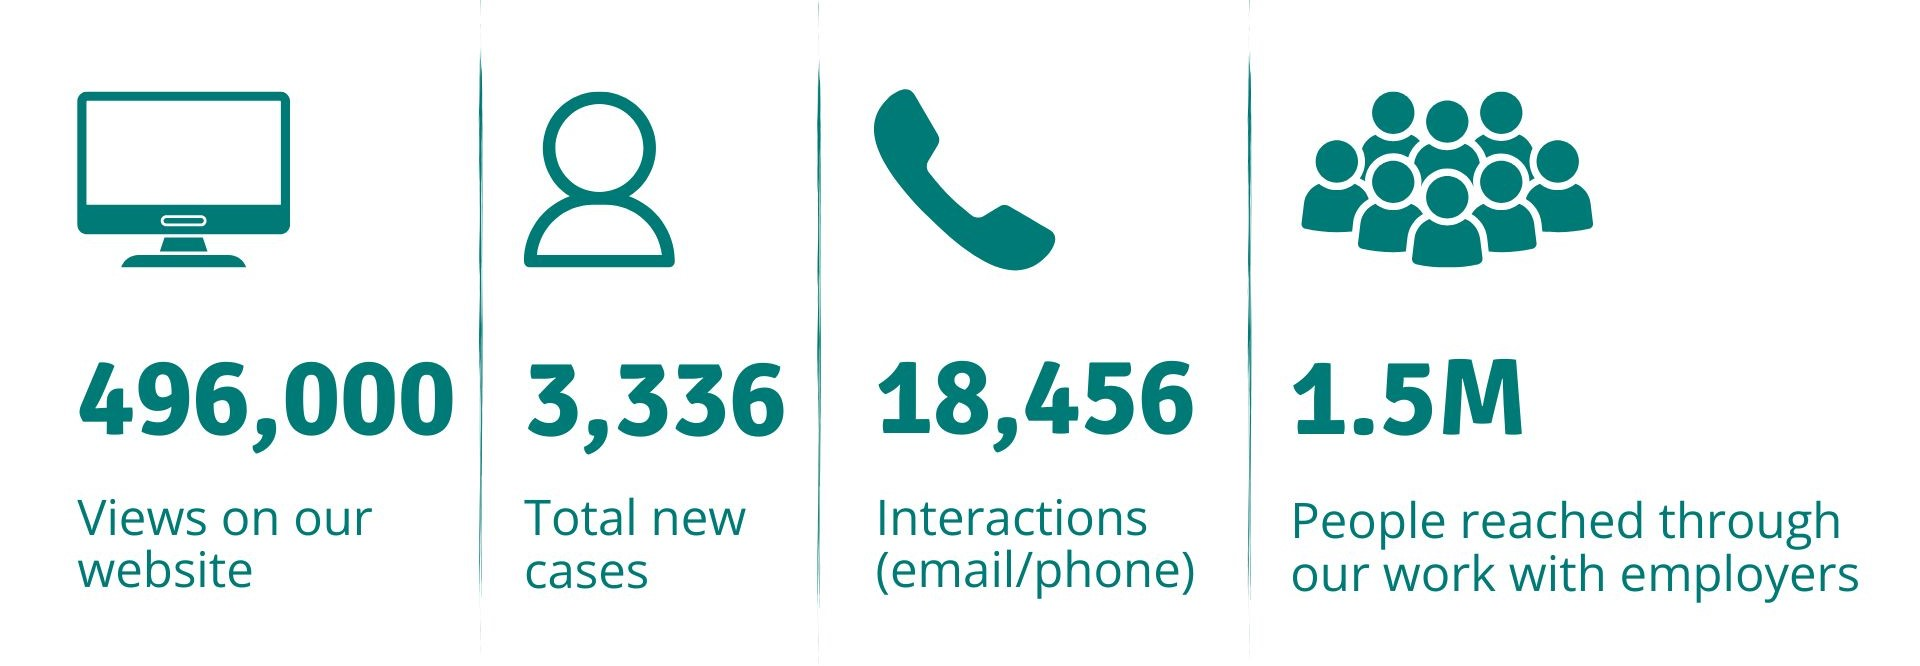 496,000
Views on our
website
3,336
Total new
cases
18,456
Interactions
(email/phone)
1.5M
People reached through
our work with employers